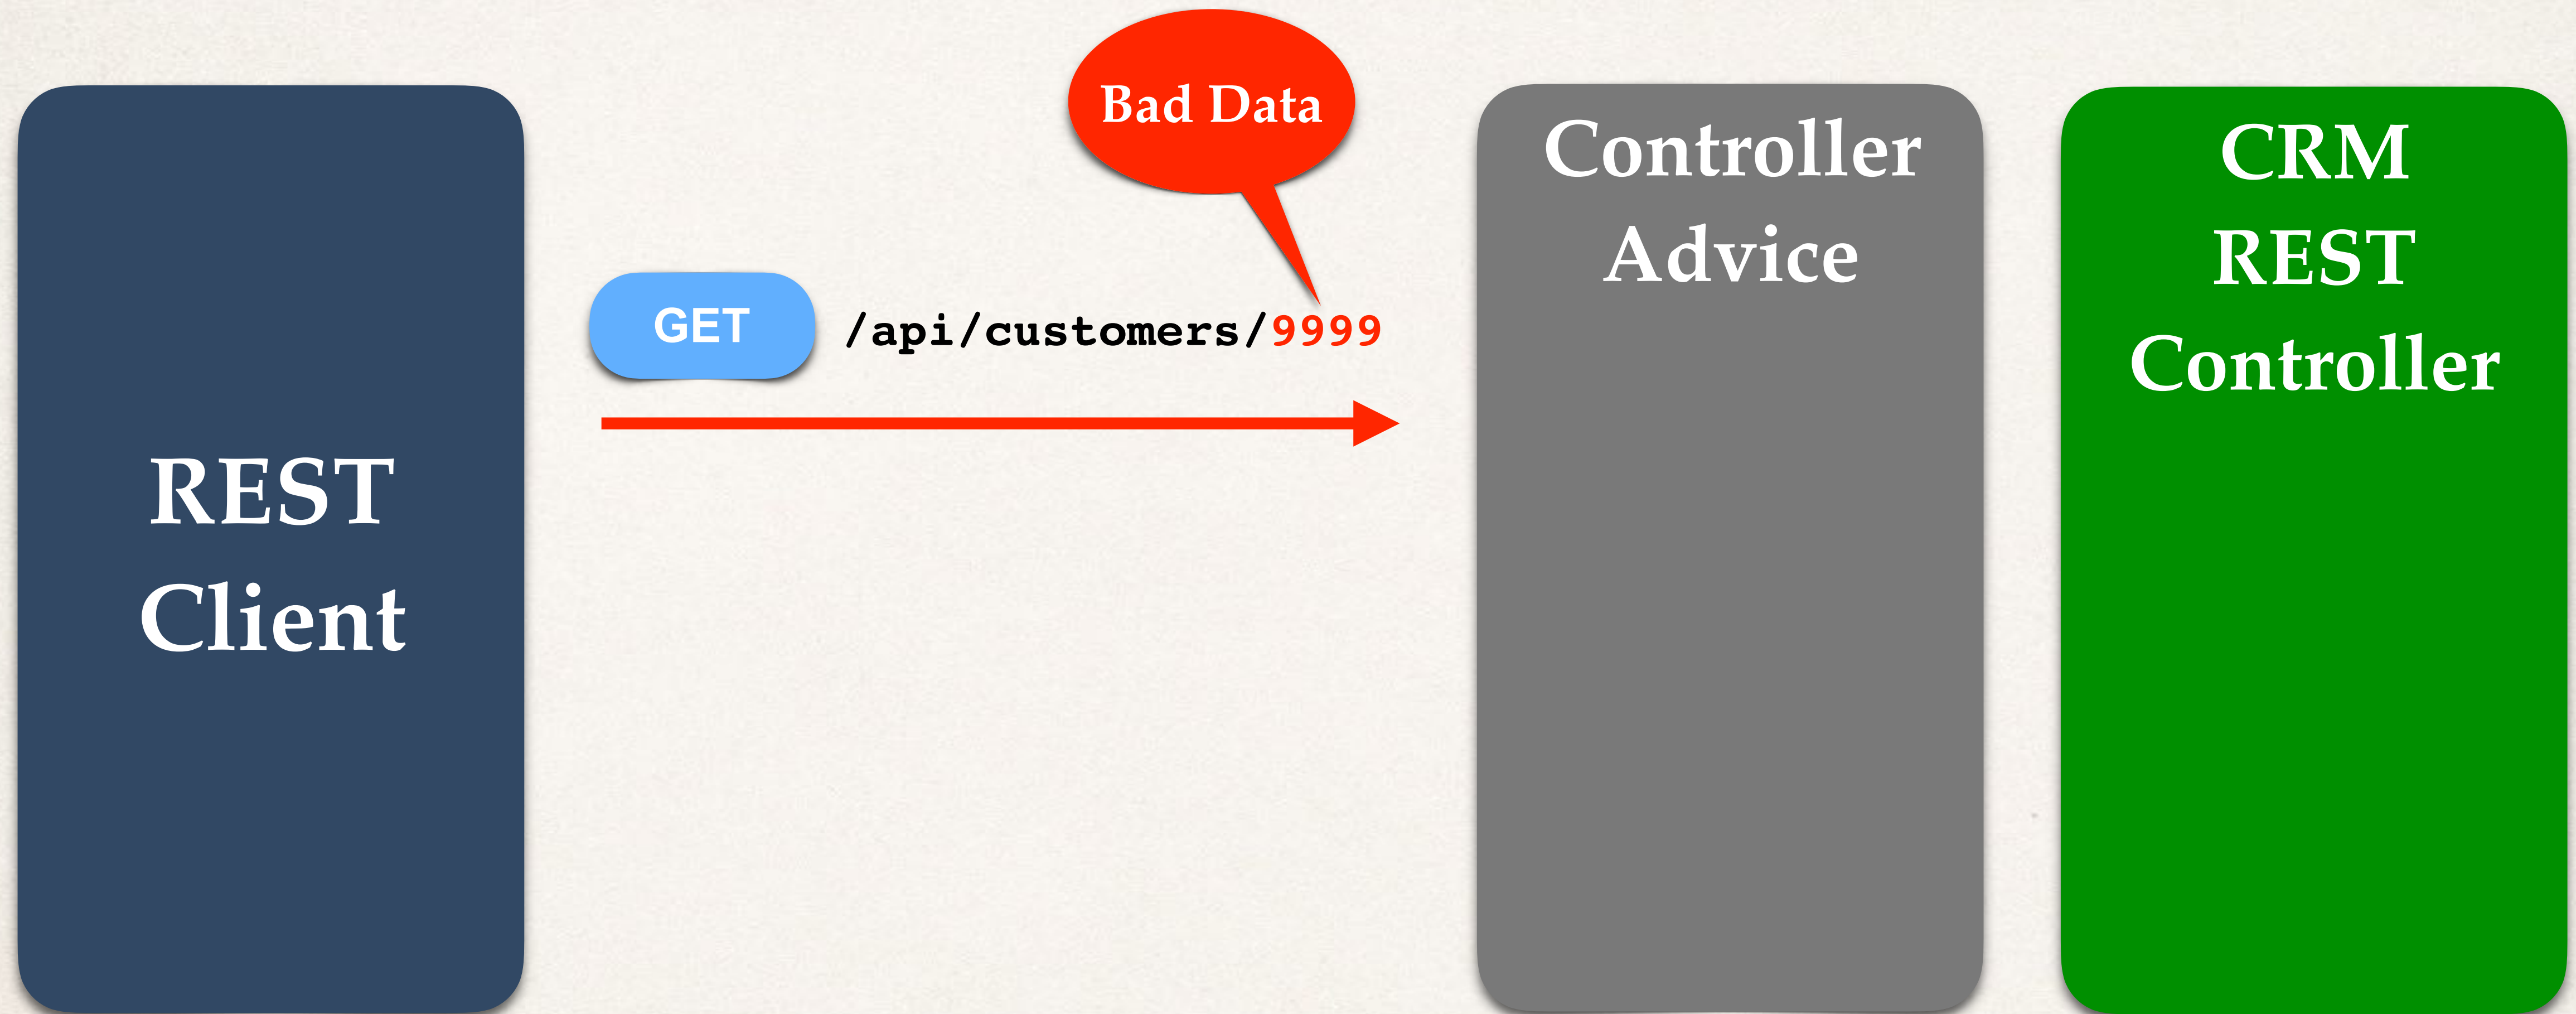 REST
Client
Bad Data
GET
/api/customers/9999
Controller
Advice
CRM
REST
Controller